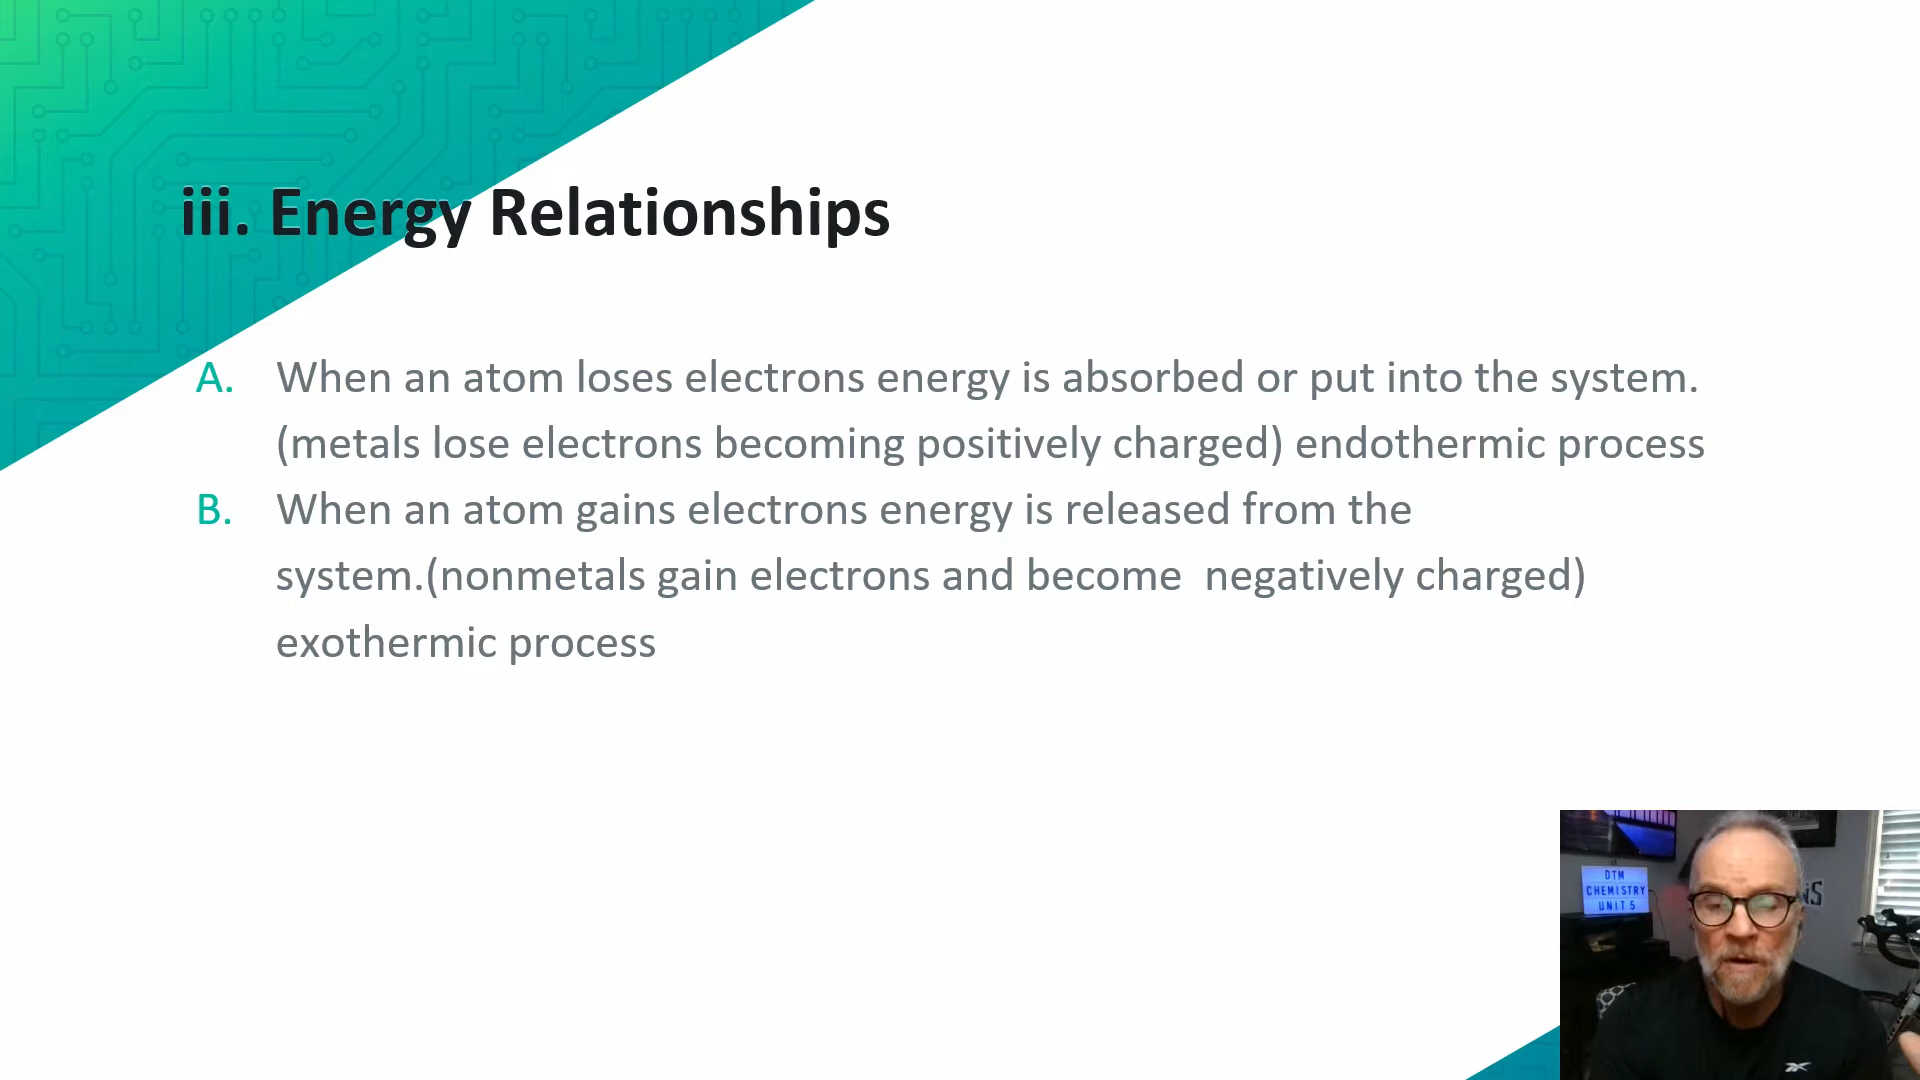 iii. Energy Relationships
A. When an atom loses electrons energy is absorbed or put into the system.
(metals lose electrons becoming positively charged) endothermic process
B. When an atom gains electrons energy is released from the
system.(nonmetals gain electrons and become  negatively charged)
exothermic process
DTM
CHEMISTRY
UNIT 5